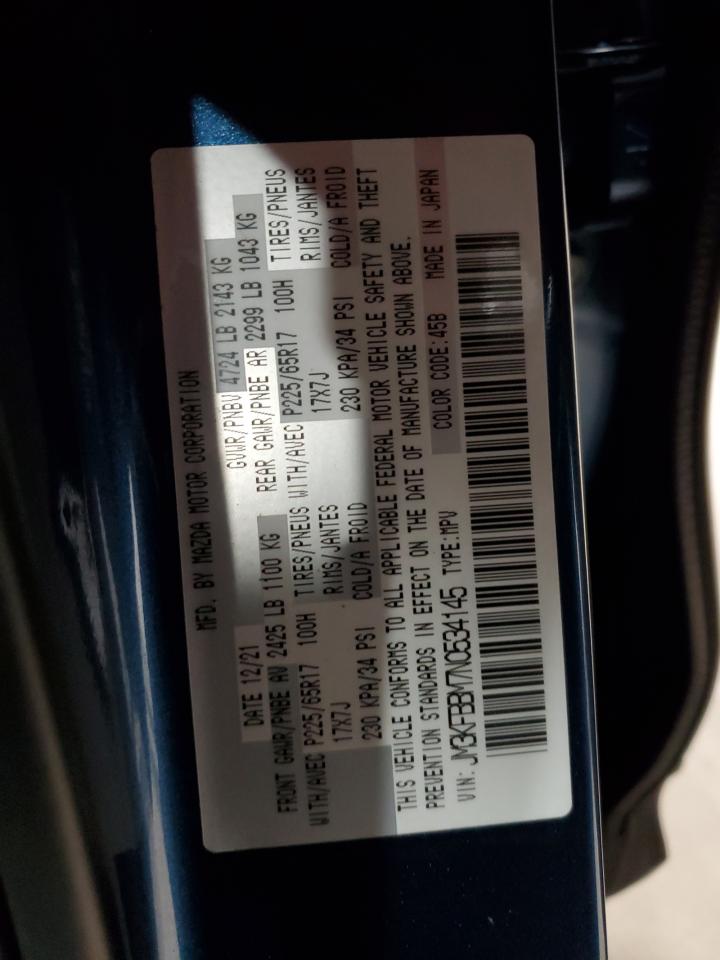 MFD. BY MAZDA MOTOR CORPORATION
DATE 12/21 GVWR/PNBV 4724 LB 2143 KG
FRONT GAWR/PNBE AV 2425 LB 1100 KG REAR GAWR/PNBE AR 2299 LB 1043 KG
WITH/AVEC P225/65R17 100H TIRES/PNEUS WITH/AVEC P225/65R17 100H TIRES/PNEUS
17X7J RIMS/JANTES 17X7J RIMS/JANTES
230 KPA/34 PSI COLD/A FROID 230 KPA/34 PSI COLD/A FROID
THIS VEHICLE CONFORMS TO ALL APPLICABLE FEDERAL MOTOR VEHICLE SAFETY AND THEFT
PREVENTION STANDARDS IN EFFECT ON THE DATE OF MANUFACTURE SHOWN ABOVE.
VIN: JM3KFBBM7N0534145 TYPE:MPV COLOR CODE:45B MADE IN JAPAN